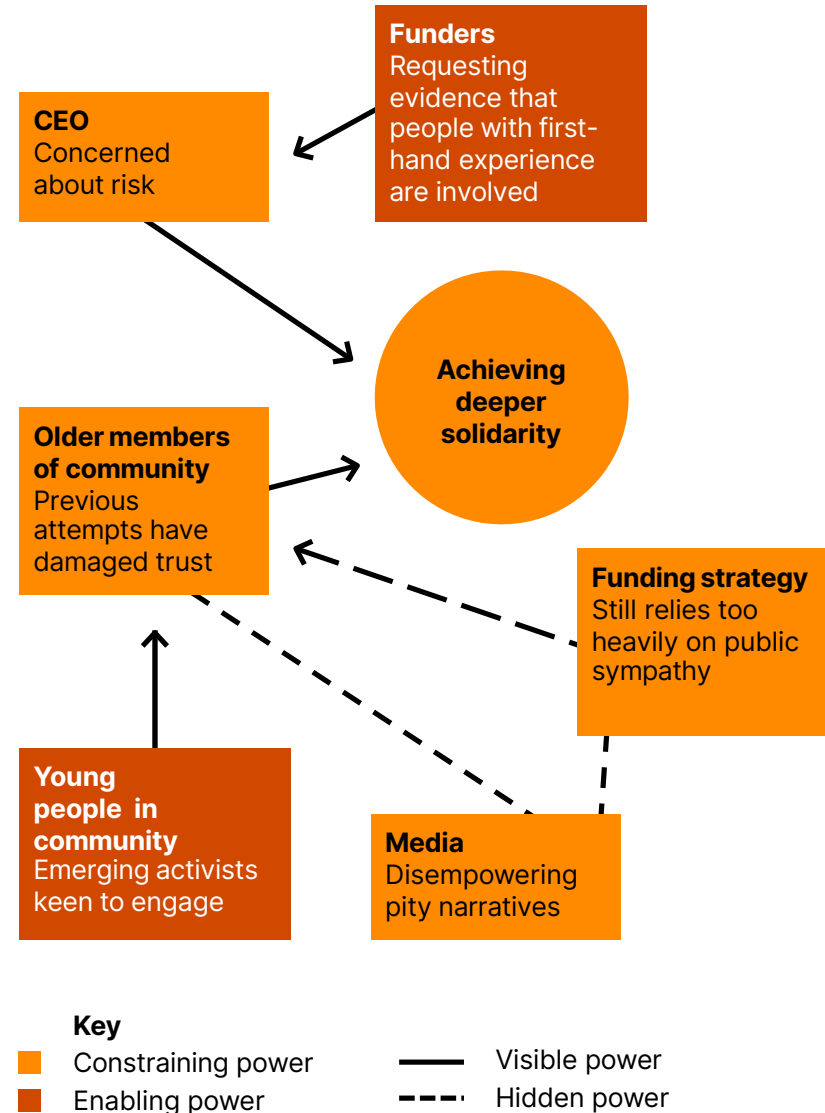 Funders
Requesting
evidence that
people with first-
hand experience
are involved
CEO
Concerned
about risk
Achieving
deeper
solidarity
Older members
of community
Previous
attempts have
damaged trust
Funding strategy
Still relies too
heavily on public
sympathy
Young
people in
community
Emerging activists
keen to engage
Media
Disempowering
pity narratives
Key
Constraining power
Visible power
Enabling power
Hidden power